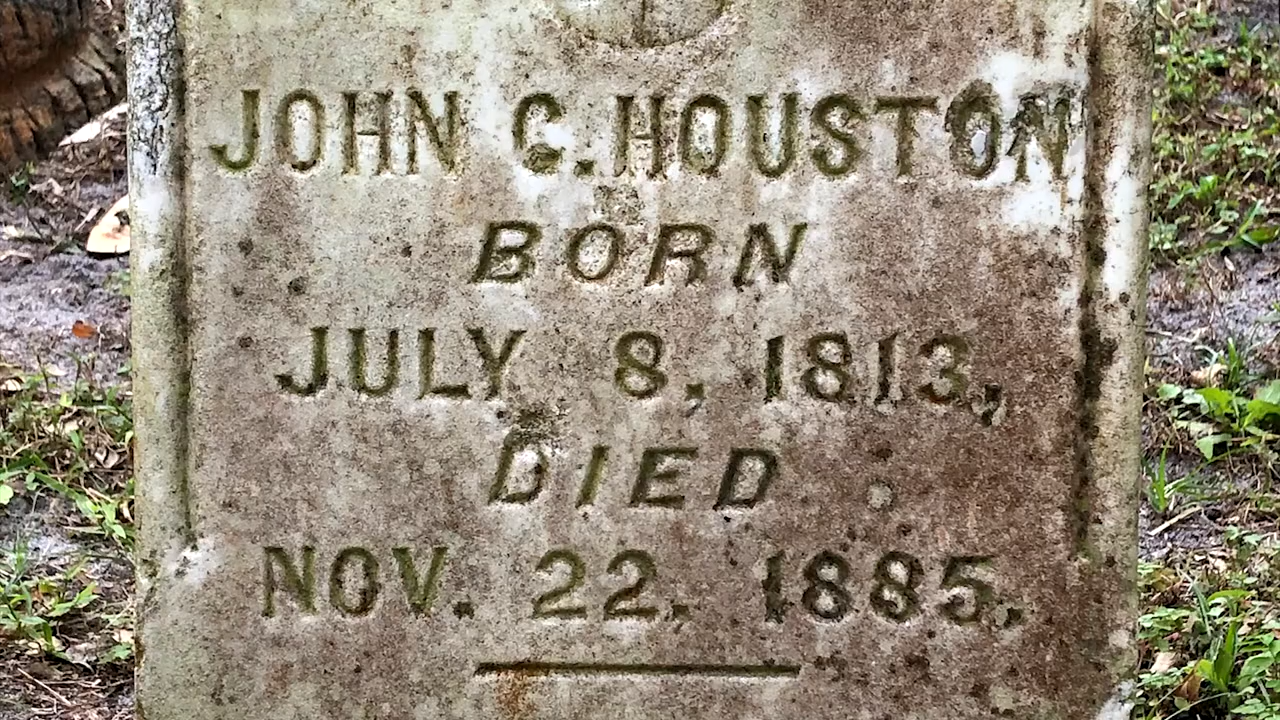 JOHN C. HOUSTON
BORN
JULY 8, 1813,
DIED
NOV. 22, 1885.